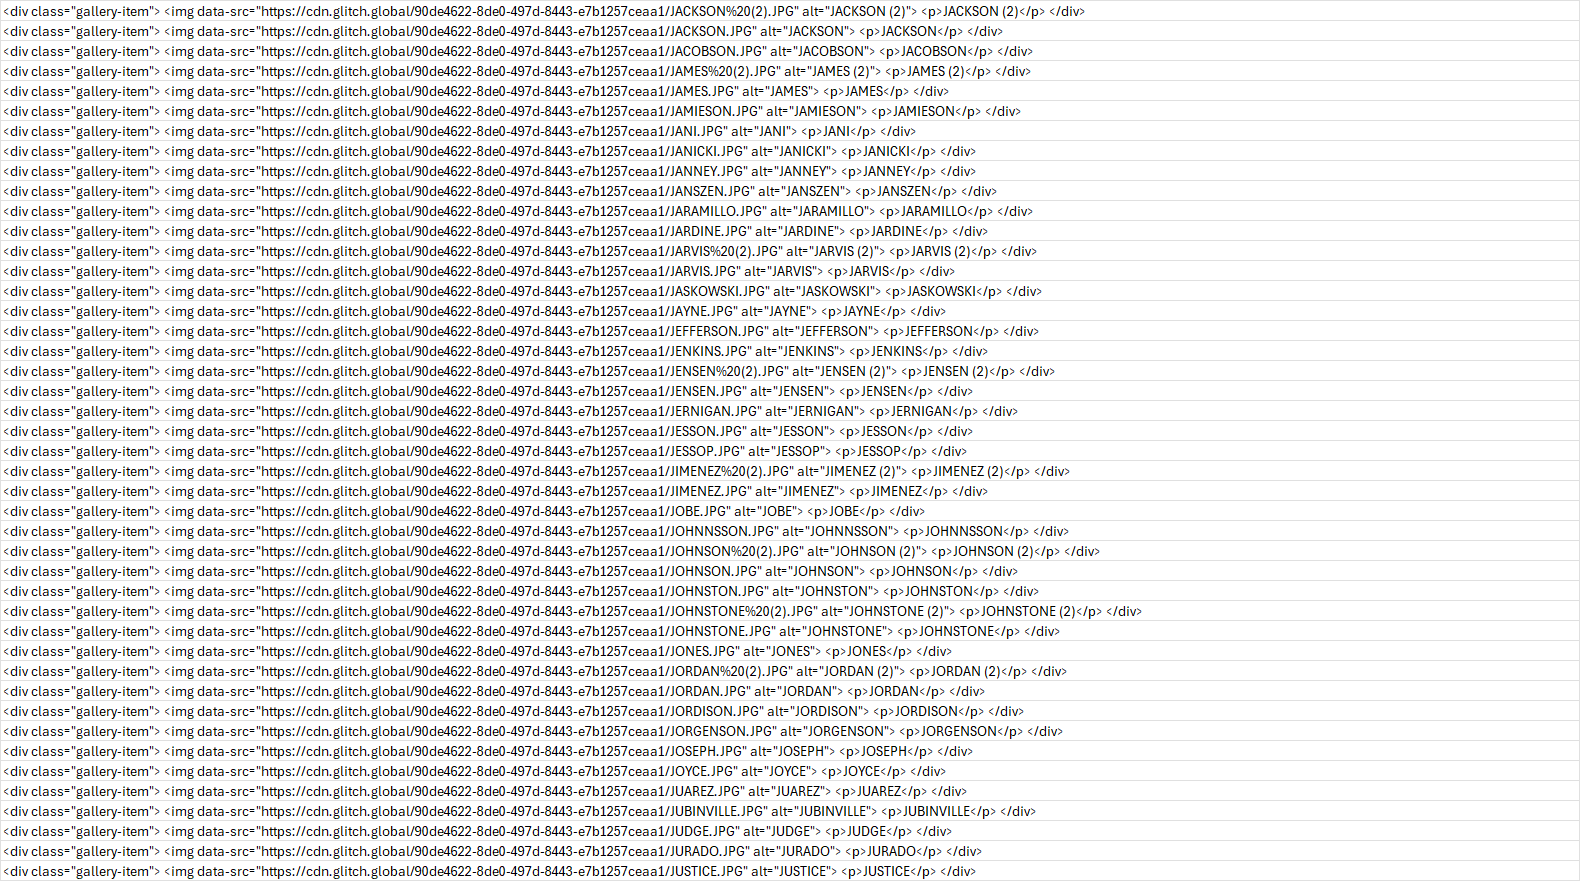 <div class="gallery-item"> <img data-src="https://cdn.glitch.global/90de4622-8de0-497d-8443-e7b1257ceaa1/JACKSON%20(2).JPG" alt="JACKSON (2)"> <p>JACKSON (2)</p> </div>
<div class="gallery-item"> <img data-src="https://cdn.glitch.global/90de4622-8de0-497d-8443-e7b1257ceaa1/JACKSON.JPG" alt="JACKSON"> <p>JACKSON</p> </div>
<div class="gallery-item"> <img data-src="https://cdn.glitch.global/90de4622-8de0-497d-8443-e7b1257ceaa1/JACOBSON.JPG" alt="JACOBSON"> <p>JACOBSON</p> </div>
<div class="gallery-item"> <img data-src="https://cdn.glitch.global/90de4622-8de0-497d-8443-e7b1257ceaa1/JAMES%20(2).JPG" alt="JAMES (2)"> <p>JAMES (2)</p> </div>
<div class="gallery-item"> <img data-src="https://cdn.glitch.global/90de4622-8de0-497d-8443-e7b1257ceaa1/JAMES.JPG" alt="JAMES"> <p>JAMES</p> </div>
<div class="gallery-item"> <img data-src="https://cdn.glitch.global/90de4622-8de0-497d-8443-e7b1257ceaa1/JAMIESON.JPG" alt="JAMIESON"> <p>JAMIESON</p> </div>
<div class="gallery-item"> <img data-src="https://cdn.glitch.global/90de4622-8de0-497d-8443-e7b1257ceaa1/JANI.JPG" alt="JANI"> <p>JANI</p> </div>
<div class="gallery-item"> <img data-src="https://cdn.glitch.global/90de4622-8de0-497d-8443-e7b1257ceaa1/JANICKI.JPG" alt="JANICKI"> <p>JANICKI</p> </div>
<div class="gallery-item"> <img data-src="https://cdn.glitch.global/90de4622-8de0-497d-8443-e7b1257ceaa1/JANNEY.JPG" alt="JANNEY"> <p>JANNEY</p> </div>
<div class="gallery-item"> <img data-src="https://cdn.glitch.global/90de4622-8de0-497d-8443-e7b1257ceaa1/JANSZEN.JPG" alt="JANSZEN"> <p>JANSZEN</p> </div>
<div class="gallery-item"> <img data-src="https://cdn.glitch.global/90de4622-8de0-497d-8443-e7b1257ceaa1/JARAMILLO.JPG" alt="JARAMILLO"> <p>JARAMILLO</p> </div>
<div class="gallery-item"> <img data-src="https://cdn.glitch.global/90de4622-8de0-497d-8443-e7b1257ceaa1/JARDINE.JPG" alt="JARDINE"> <p>JARDINE</p> </div>
<div class="gallery-item"> <img data-src="https://cdn.glitch.global/90de4622-8de0-497d-8443-e7b1257ceaa1/JARVIS%20(2).JPG" alt="JARVIS (2)"> <p>JARVIS (2)</p> </div>
<div class="gallery-item"> <img data-src="https://cdn.glitch.global/90de4622-8de0-497d-8443-e7b1257ceaa1/JARVIS.JPG" alt="JARVIS"> <p>JARVIS</p> </div>
<div class="gallery-item"> <img data-src="https://cdn.glitch.global/90de4622-8de0-497d-8443-e7b1257ceaa1/JASKOWSKI.JPG" alt="JASKOWSKI"> <p>JASKOWSKI</p> </div>
<div class="gallery-item"> <img data-src="https://cdn.glitch.global/90de4622-8de0-497d-8443-e7b1257ceaa1/JAYNE.JPG" alt="JAYNE"> <p>JAYNE</p> </div>
<div class="gallery-item"> <img data-src="https://cdn.glitch.global/90de4622-8de0-497d-8443-e7b1257ceaa1/JEFFERSON.JPG" alt="JEFFERSON"> <p>JEFFERSON</p> </div>
<div class="gallery-item"> <img data-src="https://cdn.glitch.global/90de4622-8de0-497d-8443-e7b1257ceaa1/JENKINS.JPG" alt="JENKINS"> <p>JENKINS</p> </div>
<div class="gallery-item"> <img data-src="https://cdn.glitch.global/90de4622-8de0-497d-8443-e7b1257ceaa1/JENSEN%20(2).JPG" alt="JENSEN (2)"> <p>JENSEN (2)</p> </div>
<div class="gallery-item"> <img data-src="https://cdn.glitch.global/90de4622-8de0-497d-8443-e7b1257ceaa1/JENSEN.JPG" alt="JENSEN"> <p>JENSEN</p> </div>
<div class="gallery-item"> <img data-src="https://cdn.glitch.global/90de4622-8de0-497d-8443-e7b1257ceaa1/JERNIGAN.JPG" alt="JERNIGAN"> <p>JERNIGAN</p> </div>
<div class="gallery-item"> <img data-src="https://cdn.glitch.global/90de4622-8de0-497d-8443-e7b1257ceaa1/JESSON.JPG" alt="JESSON"> <p>JESSON</p> </div>
<div class="gallery-item"> <img data-src="https://cdn.glitch.global/90de4622-8de0-497d-8443-e7b1257ceaa1/JESSOP.JPG" alt="JESSOP"> <p>JESSOP</p> </div>
<div class="gallery-item"> <img data-src="https://cdn.glitch.global/90de4622-8de0-497d-8443-e7b1257ceaa1/JIMENEZ%20(2).JPG" alt="JIMENEZ (2)"> <p>JIMENEZ (2)</p> </div>
<div class="gallery-item"> <img data-src="https://cdn.glitch.global/90de4622-8de0-497d-8443-e7b1257ceaa1/JIMENEZ.JPG" alt="JIMENEZ"> <p>JIMENEZ</p> </div>
<div class="gallery-item"> <img data-src="https://cdn.glitch.global/90de4622-8de0-497d-8443-e7b1257ceaa1/JOBE.JPG" alt="JOBE"> <p>JOBE</p> </div>
<div class="gallery-item"> <img data-src="https://cdn.glitch.global/90de4622-8de0-497d-8443-e7b1257ceaa1/JOHNNSSON.JPG" alt="JOHNNSSON"> <p>JOHNNSSON</p> </div>
<div class="gallery-item"> <img data-src="https://cdn.glitch.global/90de4622-8de0-497d-8443-e7b1257ceaa1/JOHNSON%20(2).JPG" alt="JOHNSON (2)"> <p>JOHNSON (2)</p> </div>
<div class="gallery-item"> <img data-src="https://cdn.glitch.global/90de4622-8de0-497d-8443-e7b1257ceaa1/JOHNSON.JPG" alt="JOHNSON"> <p>JOHNSON</p> </div>
<div class="gallery-item"> <img data-src="https://cdn.glitch.global/90de4622-8de0-497d-8443-e7b1257ceaa1/JOHNSTON.JPG" alt="JOHNSTON"> <p>JOHNSTON</p> </div>
<div class="gallery-item"> <img data-src="https://cdn.glitch.global/90de4622-8de0-497d-8443-e7b1257ceaa1/JOHNSTONE%20(2).JPG" alt="JOHNSTONE (2)"> <p>JOHNSTONE (2)</p> </div>
<div class="gallery-item"> <img data-src="https://cdn.glitch.global/90de4622-8de0-497d-8443-e7b1257ceaa1/JOHNSTONE.JPG" alt="JOHNSTONE"> <p>JOHNSTONE</p> </div>
<div class="gallery-item"> <img data-src="https://cdn.glitch.global/90de4622-8de0-497d-8443-e7b1257ceaa1/JONES.JPG" alt="JONES"> <p>JONES</p> </div>
<div class="gallery-item"> <img data-src="https://cdn.glitch.global/90de4622-8de0-497d-8443-e7b1257ceaa1/JORDAN%20(2).JPG" alt="JORDAN (2)"> <p>JORDAN (2)</p> </div>
<div class="gallery-item"> <img data-src="https://cdn.glitch.global/90de4622-8de0-497d-8443-e7b1257ceaa1/JORDAN.JPG" alt="JORDAN"> <p>JORDAN</p> </div>
<div class="gallery-item"> <img data-src="https://cdn.glitch.global/90de4622-8de0-497d-8443-e7b1257ceaa1/JORDISON.JPG" alt="JORDISON"> <p>JORDISON</p> </div>
<div class="gallery-item"> <img data-src="https://cdn.glitch.global/90de4622-8de0-497d-8443-e7b1257ceaa1/JORGENSON.JPG" alt="JORGENSON"> <p>JORGENSON</p> </div>
<div class="gallery-item"> <img data-src="https://cdn.glitch.global/90de4622-8de0-497d-8443-e7b1257ceaa1/JOSEPH.JPG" alt="JOSEPH"> <p>JOSEPH</p> </div>
<div class="gallery-item"> <img data-src="https://cdn.glitch.global/90de4622-8de0-497d-8443-e7b1257ceaa1/JOYCE.JPG" alt="JOYCE"> <p>JOYCE</p> </div>
<div class="gallery-item"> <img data-src="https://cdn.glitch.global/90de4622-8de0-497d-8443-e7b1257ceaa1/JUAREZ.JPG" alt="JUAREZ"> <p>JUAREZ</p> </div>
<div class="gallery-item"> <img data-src="https://cdn.glitch.global/90de4622-8de0-497d-8443-e7b1257ceaa1/JUBINVILLE.JPG" alt="JUBINVILLE"> <p>JUBINVILLE</p> </div>
<div class="gallery-item"> <img data-src="https://cdn.glitch.global/90de4622-8de0-497d-8443-e7b1257ceaa1/JUDGE.JPG" alt="JUDGE"> <p>JUDGE</p> </div>
<div class="gallery-item"> <img data-src="https://cdn.glitch.global/90de4622-8de0-497d-8443-e7b1257ceaa1/JURADO.JPG" alt="JURADO"> <p>JURADO</p> </div>
<div class="gallery-item"> <img data-src="https://cdn.glitch.global/90de4622-8de0-497d-8443-e7b1257ceaa1/JUSTICE.JPG" alt="JUSTICE"> <p>JUSTICE</p> </div>